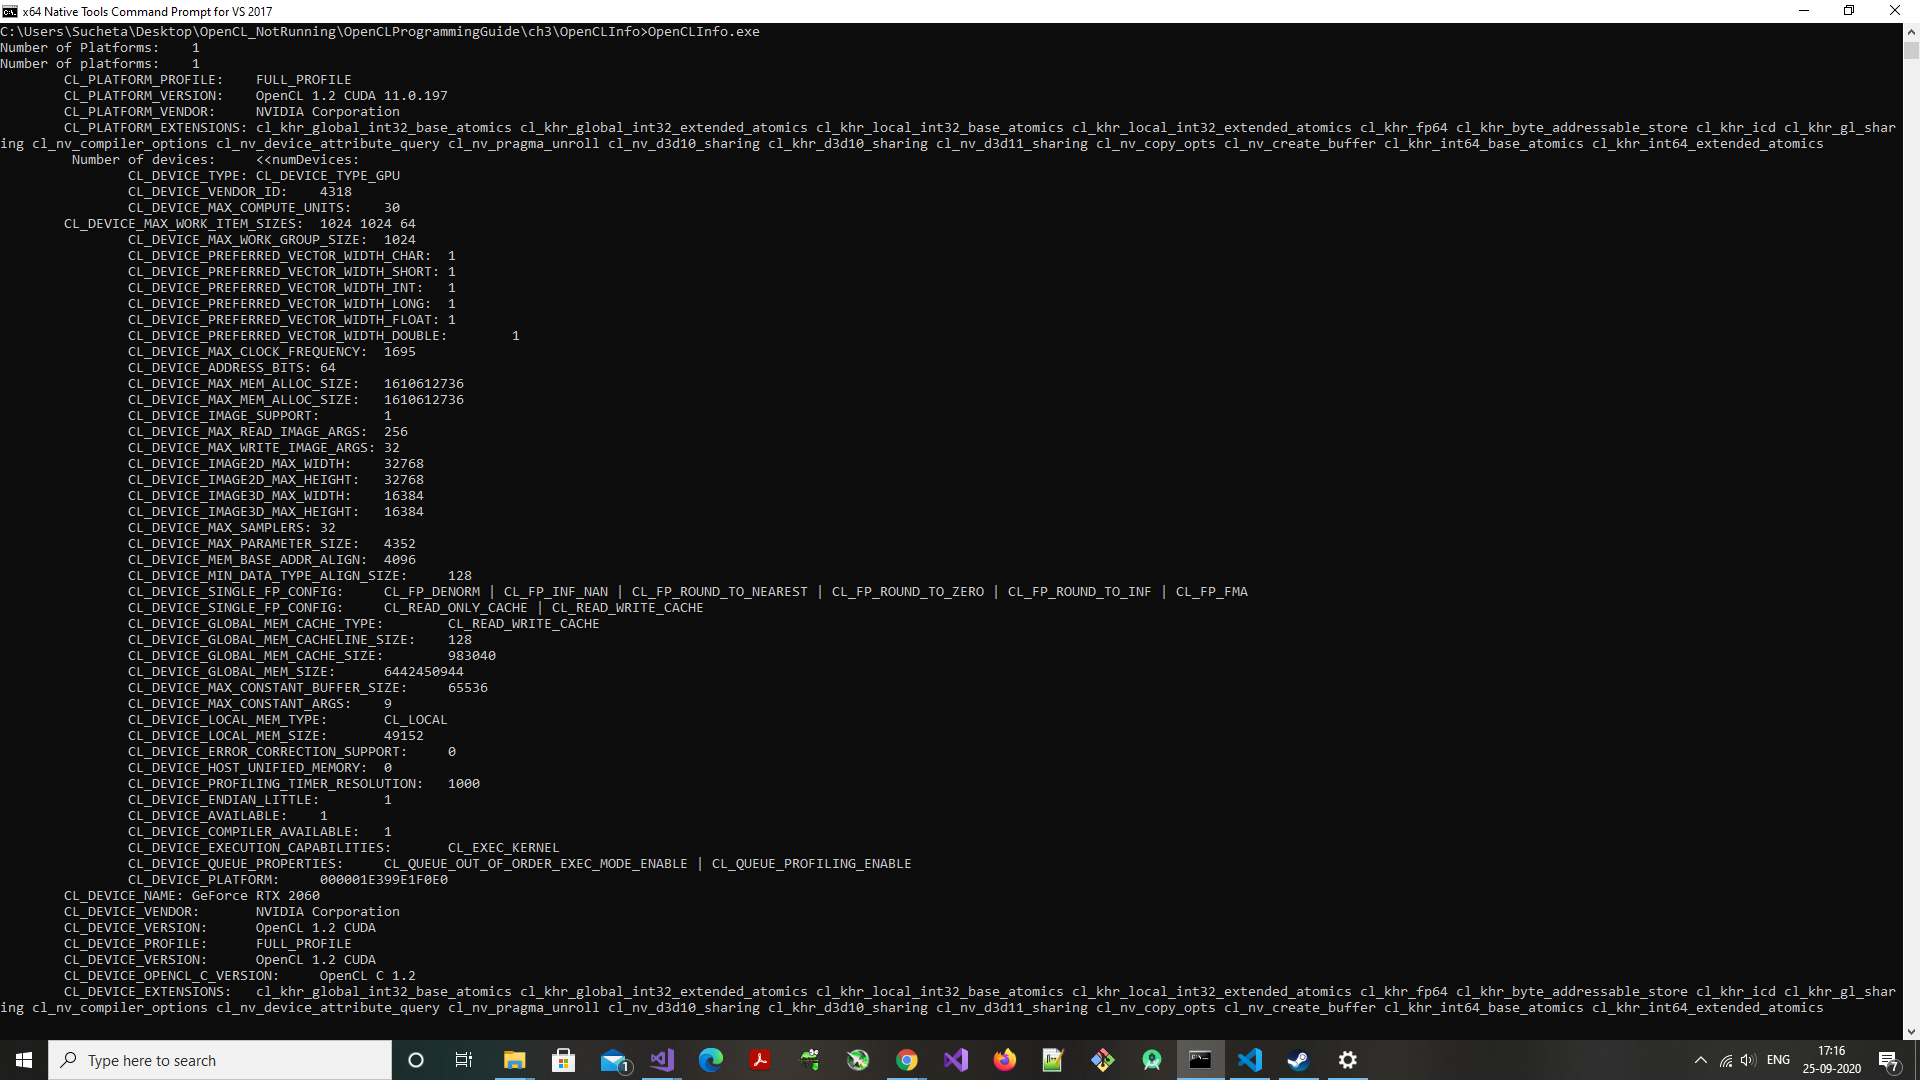 x64 Native Tools Command Prompt for VS 2017
C:\Users\Sucheta\Desktop\OpenCL_NotRunning\OpenCLProgrammingGuide\ch3\OpenCLInfo>OpenCLInfo.exe
Number of Platforms:    1
Number of platforms:    1
CL_PLATFORM_PROFILE:    FULL_PROFILE
CL_PLATFORM_VERSION:    OpenCL 1.2 CUDA 11.0.197
CL_PLATFORM_VENDOR:     NVIDIA Corporation
CL_PLATFORM_EXTENSIONS: cl_khr_global_int32_base_atomics cl_khr_global_int32_extended_atomics cl_khr_local_int32_base_atomics cl_khr_local_int32_extended_atomics cl_khr_fp64 cl_khr_byte_addressable_store cl_khr_icd cl_khr_gl_shar
ing cl_nv_compiler_options cl_nv_device_attribute_query cl_nv_pragma_unroll cl_nv_d3d10_sharing cl_khr_d3d10_sharing cl_nv_d3d11_sharing cl_nv_copy_opts cl_nv_create_buffer cl_khr_int64_base_atomics cl_khr_int64_extended_atomics
Number of devices:     <<numDevices:
CL_DEVICE_TYPE: CL_DEVICE_TYPE_GPU
CL_DEVICE_VENDOR_ID:    4318
CL_DEVICE_MAX_COMPUTE_UNITS:    30
CL_DEVICE_MAX_WORK_ITEM_SIZES:  1024 1024 64
CL_DEVICE_MAX_WORK_GROUP_SIZE:  1024
CL_DEVICE_PREFERRED_VECTOR_WIDTH_CHAR:  1
CL_DEVICE_PREFERRED_VECTOR_WIDTH_SHORT: 1
CL_DEVICE_PREFERRED_VECTOR_WIDTH_INT:   1
CL_DEVICE_PREFERRED_VECTOR_WIDTH_LONG:  1
CL_DEVICE_PREFERRED_VECTOR_WIDTH_FLOAT: 1
CL_DEVICE_PREFERRED_VECTOR_WIDTH_DOUBLE:        1
CL_DEVICE_MAX_CLOCK_FREQUENCY:  1695
CL_DEVICE_ADDRESS_BITS: 64
CL_DEVICE_MAX_MEM_ALLOC_SIZE:   1610612736
CL_DEVICE_MAX_MEM_ALLOC_SIZE:   1610612736
CL_DEVICE_IMAGE_SUPPORT:        1
CL_DEVICE_MAX_READ_IMAGE_ARGS:  256
CL_DEVICE_MAX_WRITE_IMAGE_ARGS: 32
CL_DEVICE_IMAGE2D_MAX_WIDTH:    32768
CL_DEVICE_IMAGE2D_MAX_HEIGHT:   32768
CL_DEVICE_IMAGE3D_MAX_WIDTH:    16384
CL_DEVICE_IMAGE3D_MAX_HEIGHT:   16384
CL_DEVICE_MAX_SAMPLERS: 32
CL_DEVICE_MAX_PARAMETER_SIZE:   4352
CL_DEVICE_MEM_BASE_ADDR_ALIGN:  4096
CL_DEVICE_MIN_DATA_TYPE_ALIGN_SIZE:     128
CL_DEVICE_SINGLE_FP_CONFIG:     CL_FP_DENORM | CL_FP_INF_NAN | CL_FP_ROUND_TO_NEAREST | CL_FP_ROUND_TO_ZERO | CL_FP_ROUND_TO_INF | CL_FP_FMA
CL_DEVICE_SINGLE_FP_CONFIG:     CL_READ_ONLY_CACHE | CL_READ_WRITE_CACHE
CL_DEVICE_GLOBAL_MEM_CACHE_TYPE:        CL_READ_WRITE_CACHE
CL_DEVICE_GLOBAL_MEM_CACHELINE_SIZE:    128
CL_DEVICE_GLOBAL_MEM_CACHE_SIZE:        983040
CL_DEVICE_GLOBAL_MEM_SIZE:      6442450944
CL_DEVICE_MAX_CONSTANT_BUFFER_SIZE:     65536
CL_DEVICE_MAX_CONSTANT_ARGS:    9
CL_DEVICE_LOCAL_MEM_TYPE:       CL_LOCAL
CL_DEVICE_LOCAL_MEM_SIZE:       49152
CL_DEVICE_ERROR_CORRECTION_SUPPORT:     0
CL_DEVICE_HOST_UNIFIED_MEMORY:  0
CL_DEVICE_PROFILING_TIMER_RESOLUTION:   1000
CL_DEVICE_ENDIAN_LITTLE:        1
CL_DEVICE_AVAILABLE:    1
CL_DEVICE_COMPILER_AVAILABLE:   1
CL_DEVICE_EXECUTION_CAPABILITIES:       CL_EXEC_KERNEL
CL_DEVICE_QUEUE_PROPERTIES:     CL_QUEUE_OUT_OF_ORDER_EXEC_MODE_ENABLE | CL_QUEUE_PROFILING_ENABLE
CL_DEVICE_PLATFORM:     000001E399E1F0E0
CL_DEVICE_NAME: GeForce RTX 2060
CL_DEVICE_VENDOR:       NVIDIA Corporation
CL_DEVICE_VERSION:      OpenCL 1.2 CUDA
CL_DEVICE_PROFILE:      FULL_PROFILE
CL_DEVICE_VERSION:      OpenCL 1.2 CUDA
CL_DEVICE_OPENCL_C_VERSION:     OpenCL C 1.2
CL_DEVICE_EXTENSIONS:   cl_khr_global_int32_base_atomics cl_khr_global_int32_extended_atomics cl_khr_local_int32_base_atomics cl_khr_local_int32_extended_atomics cl_khr_fp64 cl_khr_byte_addressable_store cl_khr_icd cl_khr_gl_shar
ing cl_nv_compiler_options cl_nv_device_attribute_query cl_nv_pragma_unroll cl_nv_d3d10_sharing cl_khr_d3d10_sharing cl_nv_d3d11_sharing cl_nv_copy_opts cl_nv_create_buffer cl_khr_int64_base_atomics cl_khr_int64_extended_atomics
Type here to search
1
ENG
17:16
25-09-2020
7